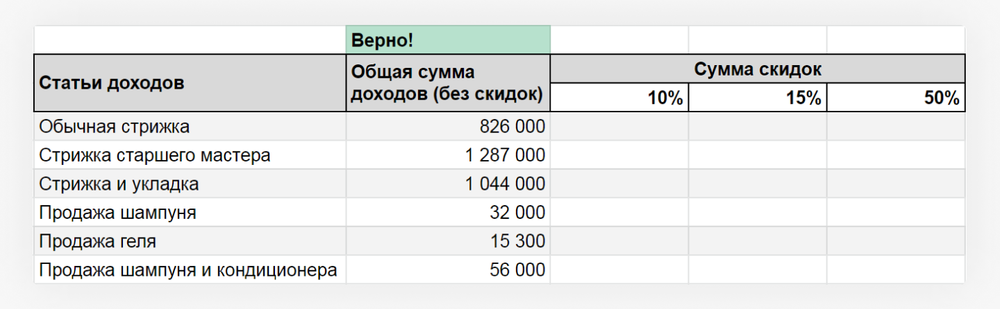 Верно!
Статьи доходов
Общая сумма
доходов (без скидок)
Сумма скидок
10% 15% 50%
Обычная стрижка 826 000
Стрижка старшего мастера 1 287 000
Стрижка и укладка 1 044 000
Продажа шампуня 32 000
Продажа геля 15 300
Продажа шампуня и кондиционера 56 000